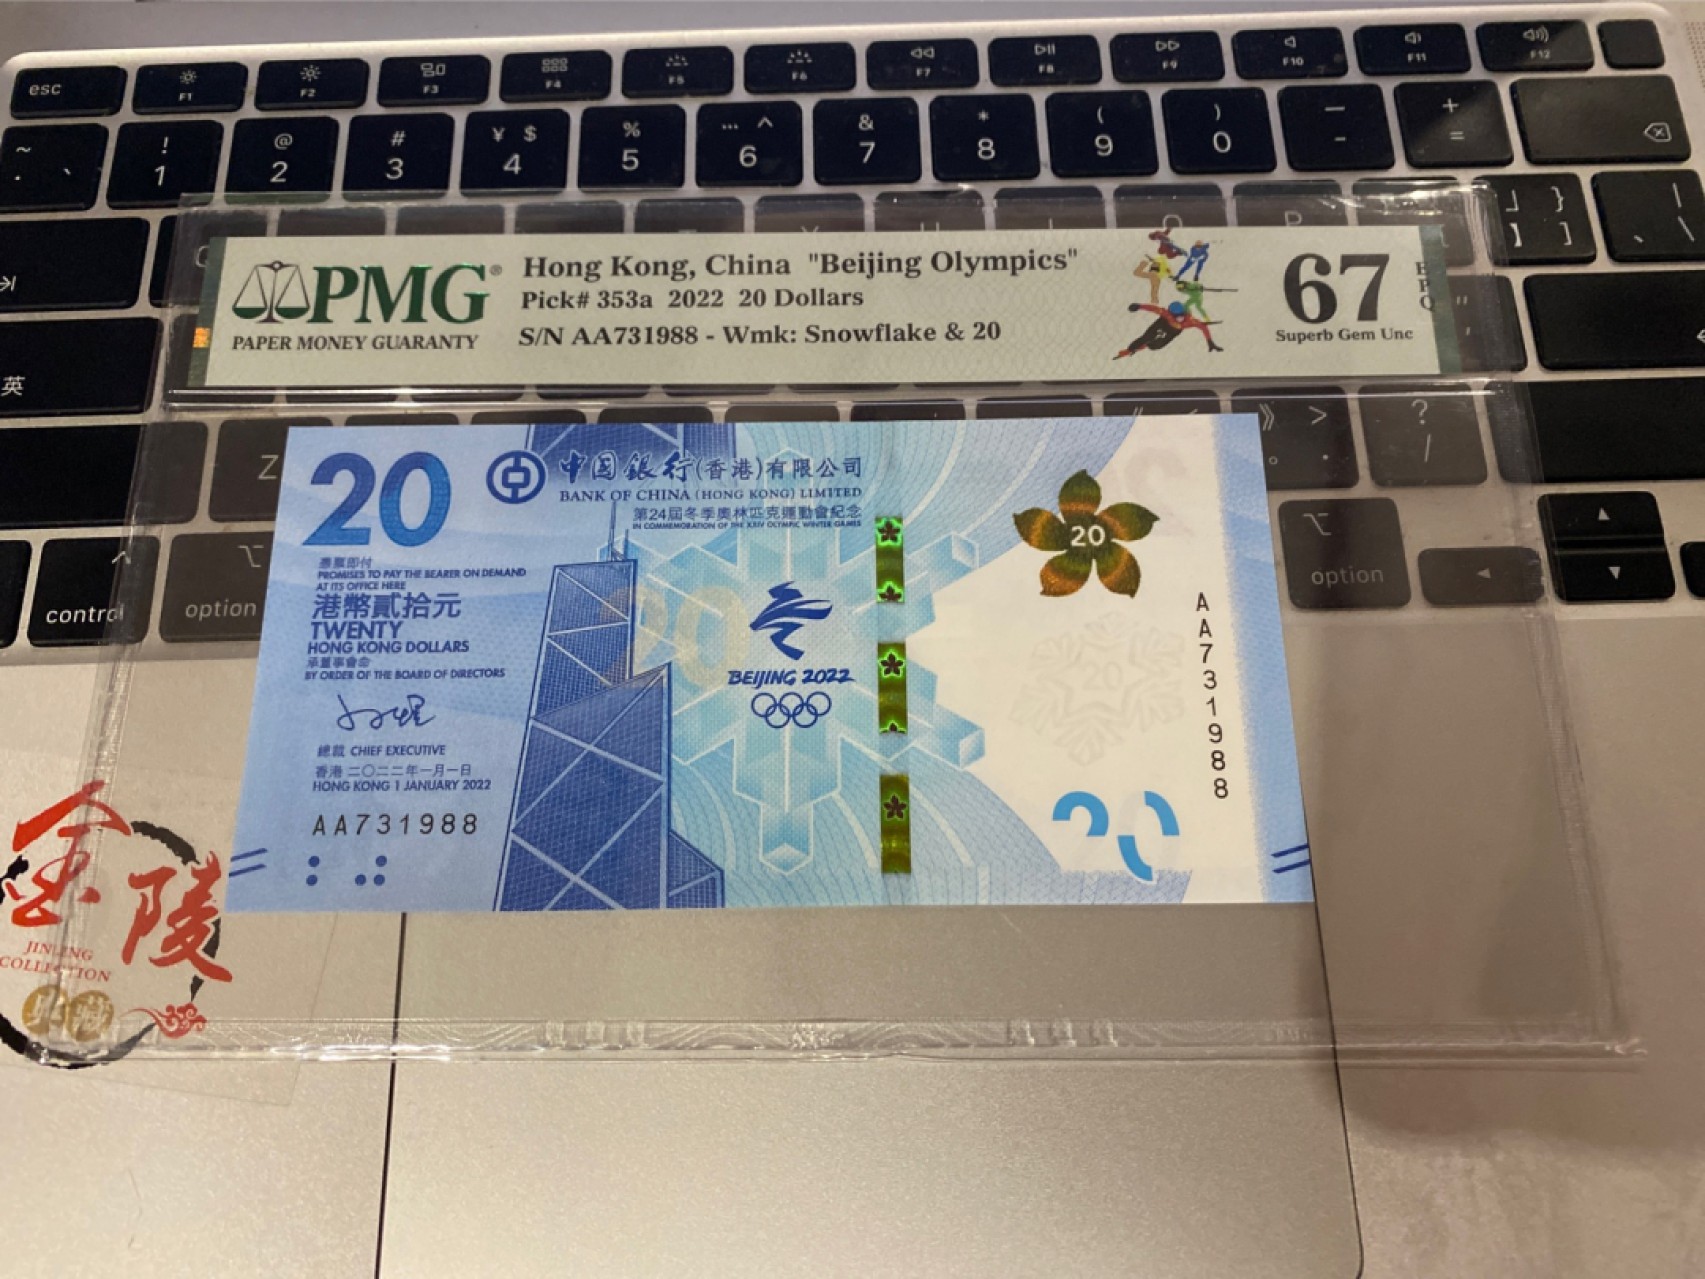 esc
F1
F2
F3
F4
F5
F6
F7
F8
F9
F10
F11
F12
~
`
!
1
@
2
#
3
¥ $
4
%
5
… ^
6
&
7
*
8
(
9
)
0
—
-
+
=
PMG®
PAPER MONEY GUARANTY
Hong Kong, China "Beijing Olympics"
Pick# 353a 2022 20 Dollars
S/N AA731988 - Wmk: Snowflake & 20
67
EPQ
Superb Gem Unc
英
Z
》 >
?
/
control
option
option
20
中国銀行(香港)有限公司
BANK OF CHINA (HONG KONG) LIMITED
第24屆冬季奧林匹克運動會紀念
IN COMMEMORATION OF THE XXIV OLYMPIC WINTER GAMES
憑票即付
PROMISES TO PAY THE BEARER ON DEMAND
AT ITS OFFICE HERE
港幣貳拾元
TWENTY
HONG KONG DOLLARS
承董事會命
BY ORDER OF THE BOARD OF DIRECTORS
總裁 CHIEF EXECUTIVE
香港 二〇二二年一月一日
HONG KONG 1 JANUARY 2022
AA731988
20
BEIJING 2022
20
AA731988
20
金陵
JINLING
COLLECTION
收藏